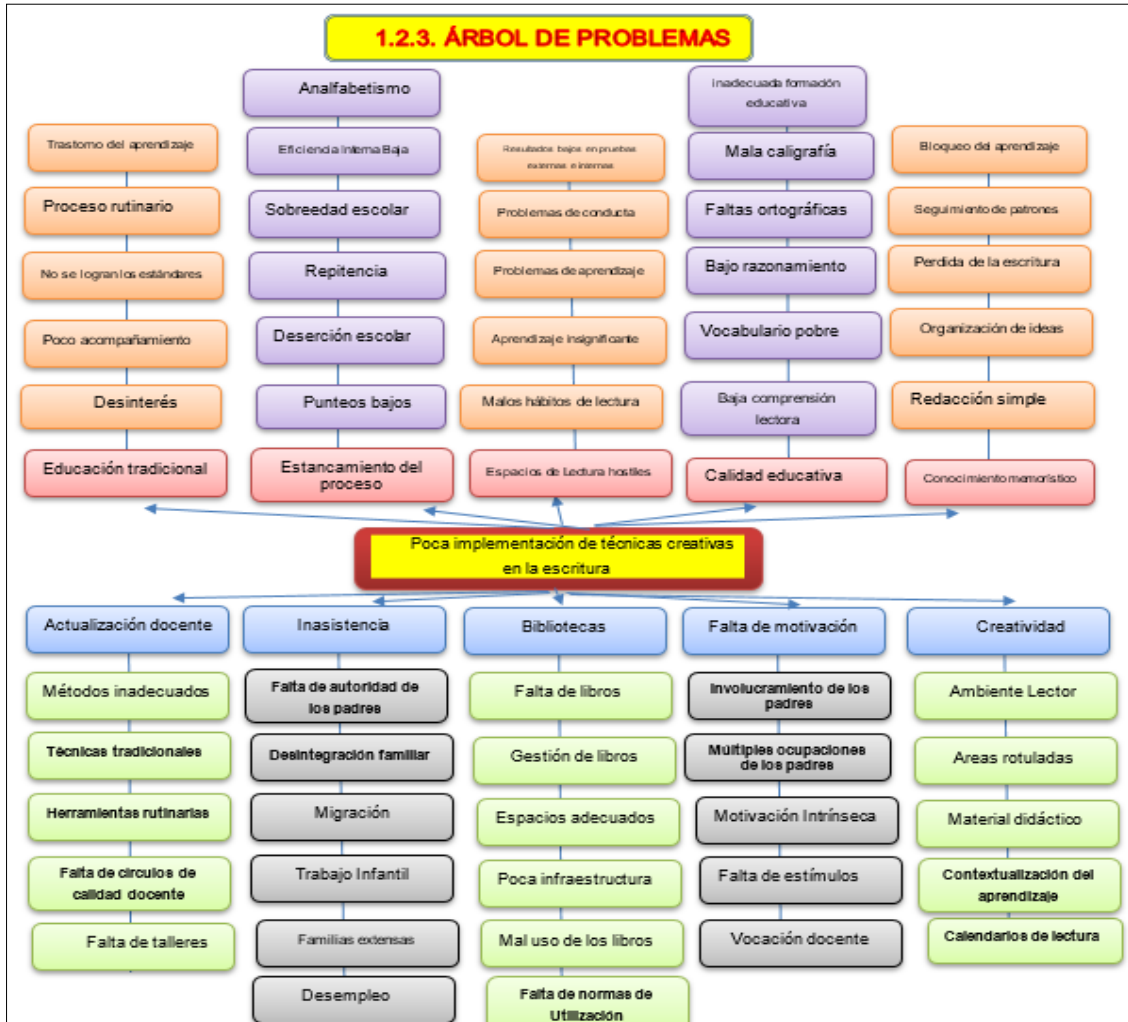 1.2.3. ÁRBOL DE PROBLEMAS
Trastorno del aprendizaje
Proceso rutinario
No se logran los estándares
Poco acompañamiento
Desinterés
Educación tradicional
Analfabetismo
Eficiencia Interna Baja
Sobreedad escolar
Repitencia
Deserción escolar
Punteos bajos
Estancamiento del
proceso
Resultados bajos en pruebas
externas e internas
Problemas de conducta
Problemas de aprendizaje
Aprendizaje insignificante
Malos hábitos de lectura
Espacios de Lectura hostiles
Inadecuada formación
educativa
Mala caligrafía
Faltas ortográficas
Bajo razonamiento
Vocabulario pobre
Baja comprensión
lectora
Calidad educativa
Bloqueo del aprendizaje
Seguimiento de patrones
Perdida de la escritura
Organización de ideas
Redacción simple
Conocimiento memorístico
Poca implementación de técnicas creativas
en la escritura
Actualización docente
Métodos inadecuados
Técnicas tradicionales
Herramientas rutinarias
Falta de círculos de
calidad docente
Falta de talleres
Inasistencia
Falta de autoridad de
los padres
Desintegración familiar
Migración
Trabajo Infantil
Familias extensas
Desempleo
Bibliotecas
Falta de libros
Gestión de libros
Espacios adecuados
Poca infraestructura
Mal uso de los libros
Falta de normas de
Utilización
Falta de motivación
Involucramiento de los
padres
Múltiples ocupaciones
de los padres
Motivación Intrínseca
Falta de estímulos
Vocación docente
Creatividad
Ambiente Lector
Areas rotuladas
Material didáctico
Contextualización del
aprendizaje
Calendarios de lectura